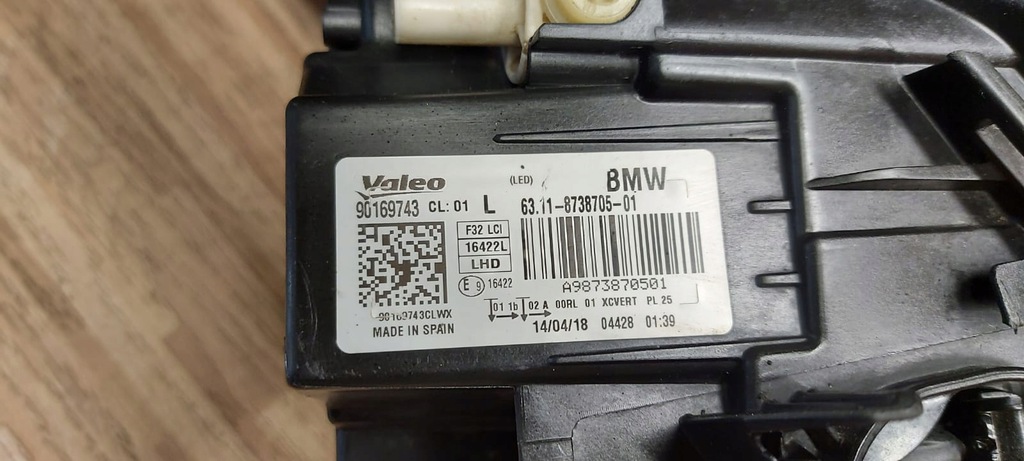 Valeo (LED) BMW
90169743 CL: 01 L 63.11-8738705-01
F32 LCI
16422L
LHD
E9 16422
A9873870501
01 1b 02 A 00RL 01 XCVERT PL 25
90169743CLWX
MADE IN SPAIN 14/04/18 04428 01:39